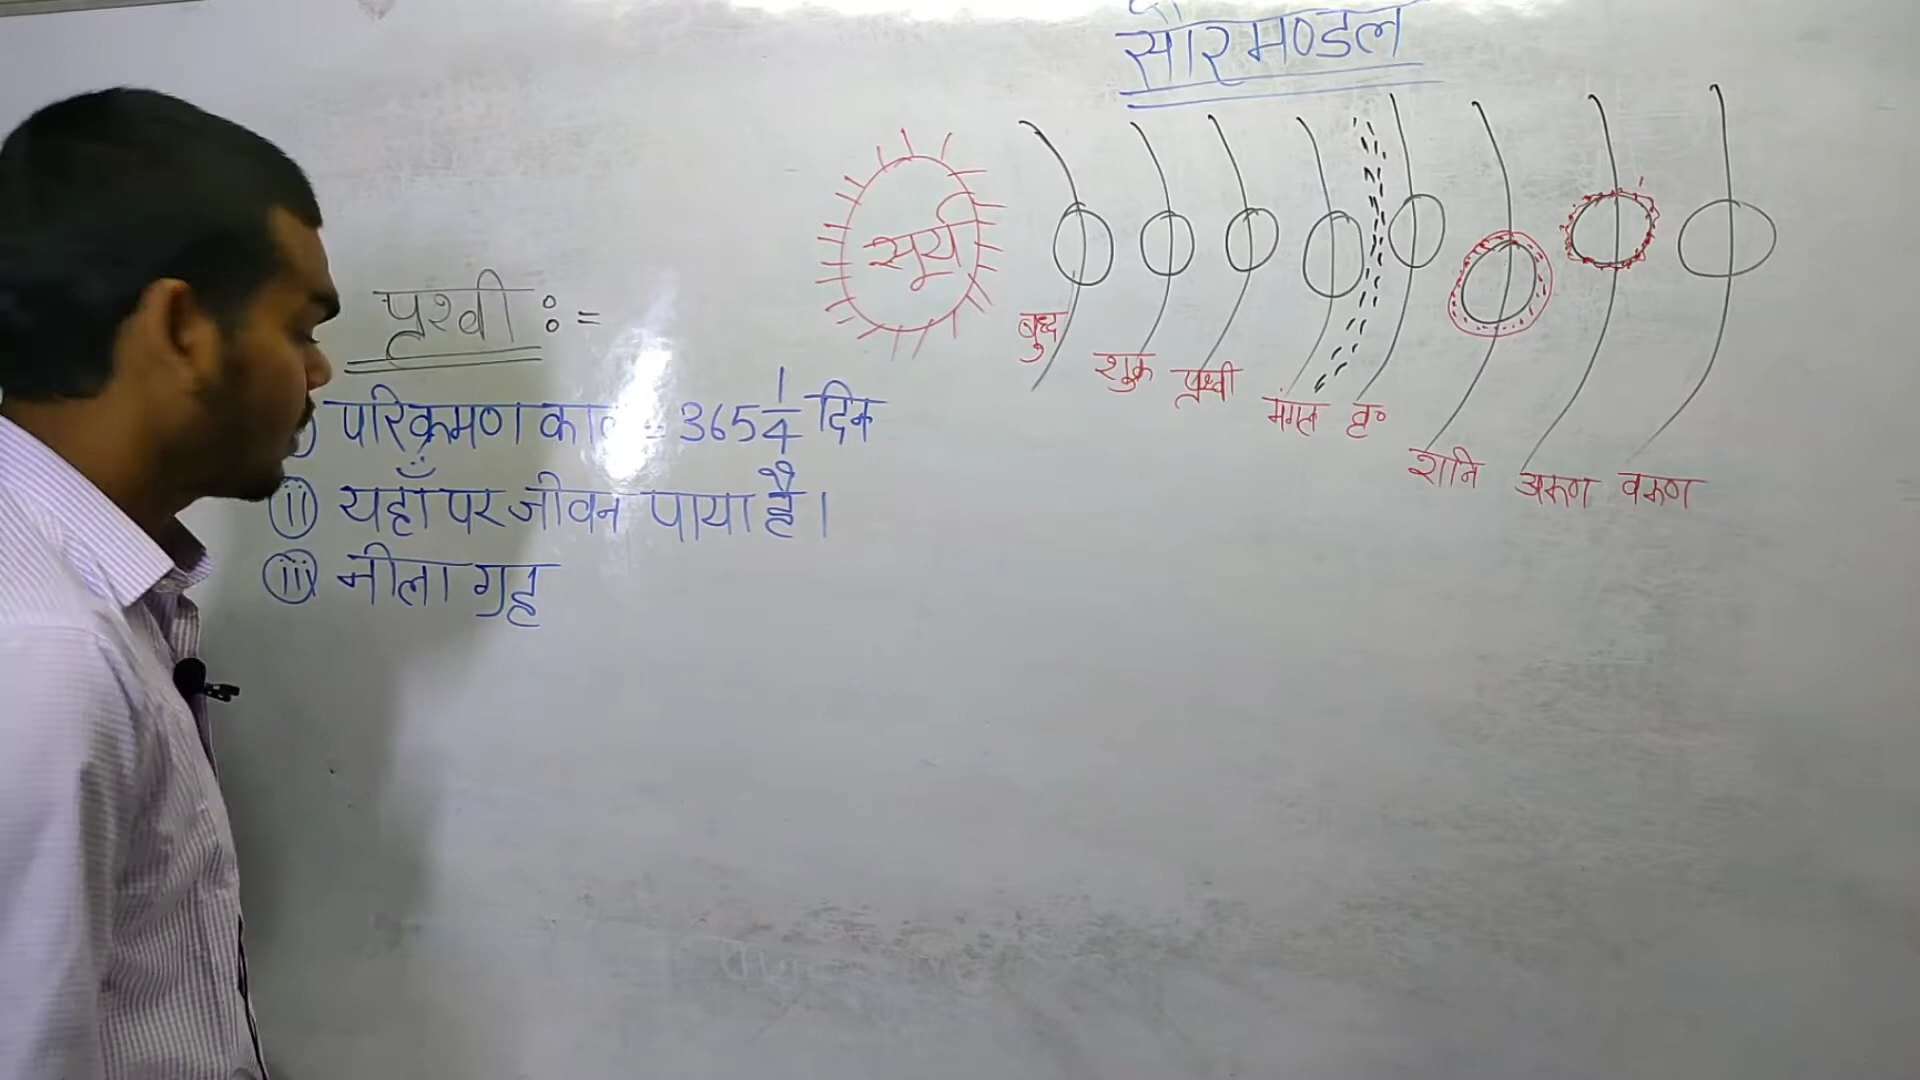 सौरमण्डल
सूर्य
बुध
शुक्र
पृथ्वी
मंगल
बृ०
शनि
अरुण
वरुण
पृथ्वी :=
परिक्रमण काल = 365 1/4 दिन
(ii) यहाँ पर जीवन पाया है।
(iii) नीला ग्रह